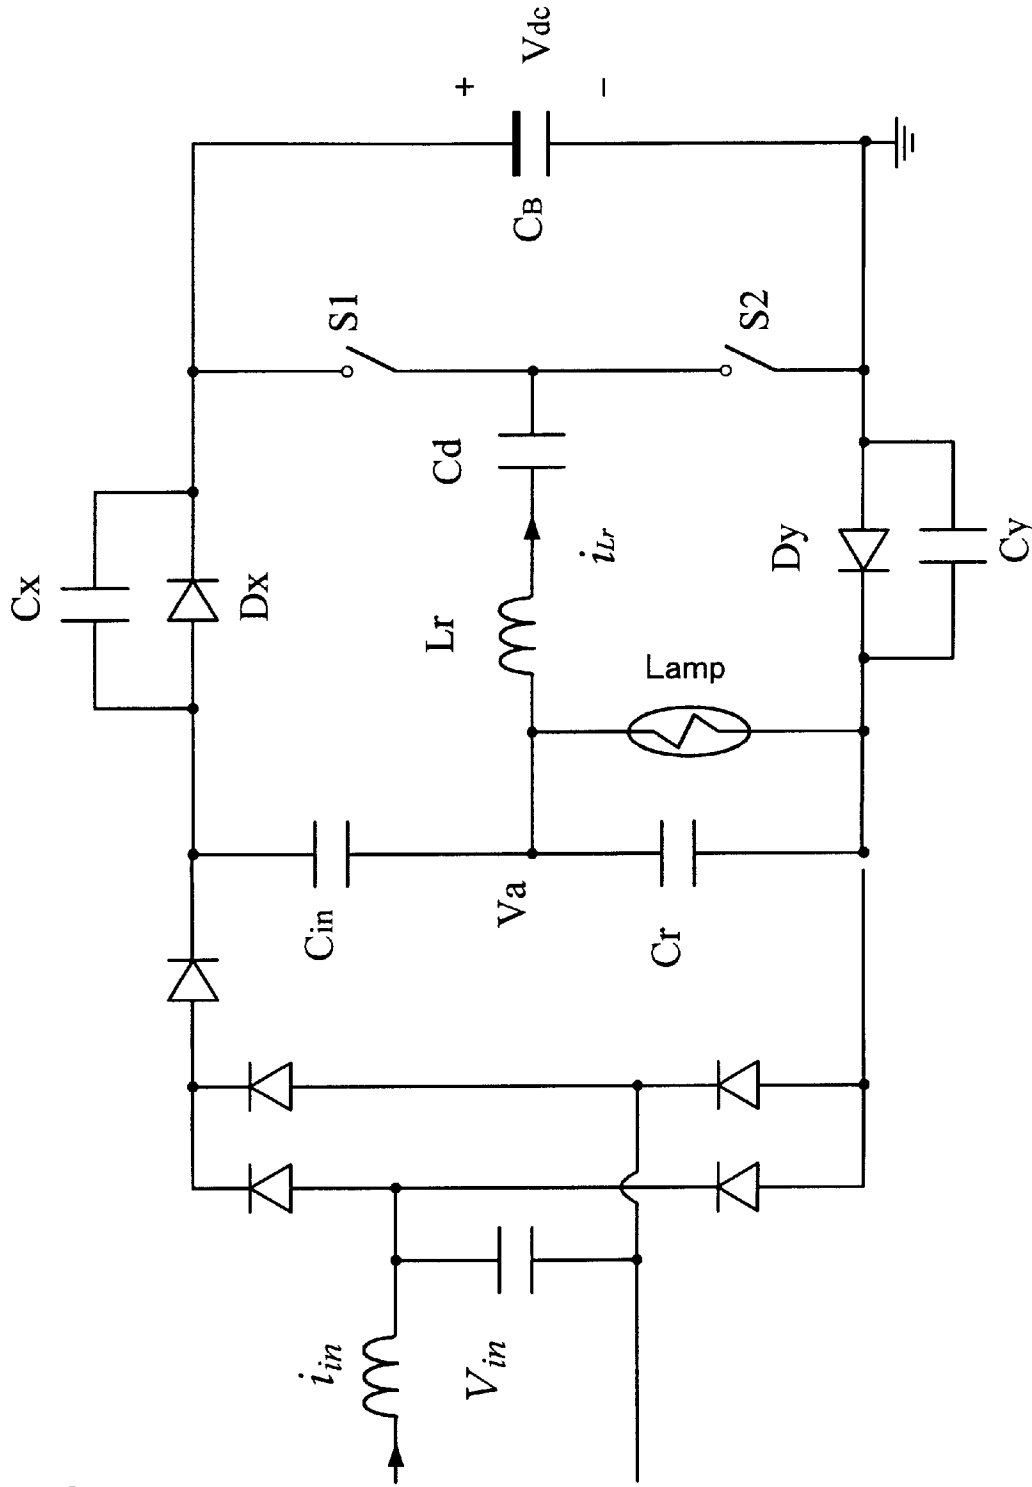 +
Vdc
−
CB
S1
S2
Cx
Dx
Cd
iLr
Dy
Cy
Lr
Lamp
Cin
Va
Cr
iin
Vin